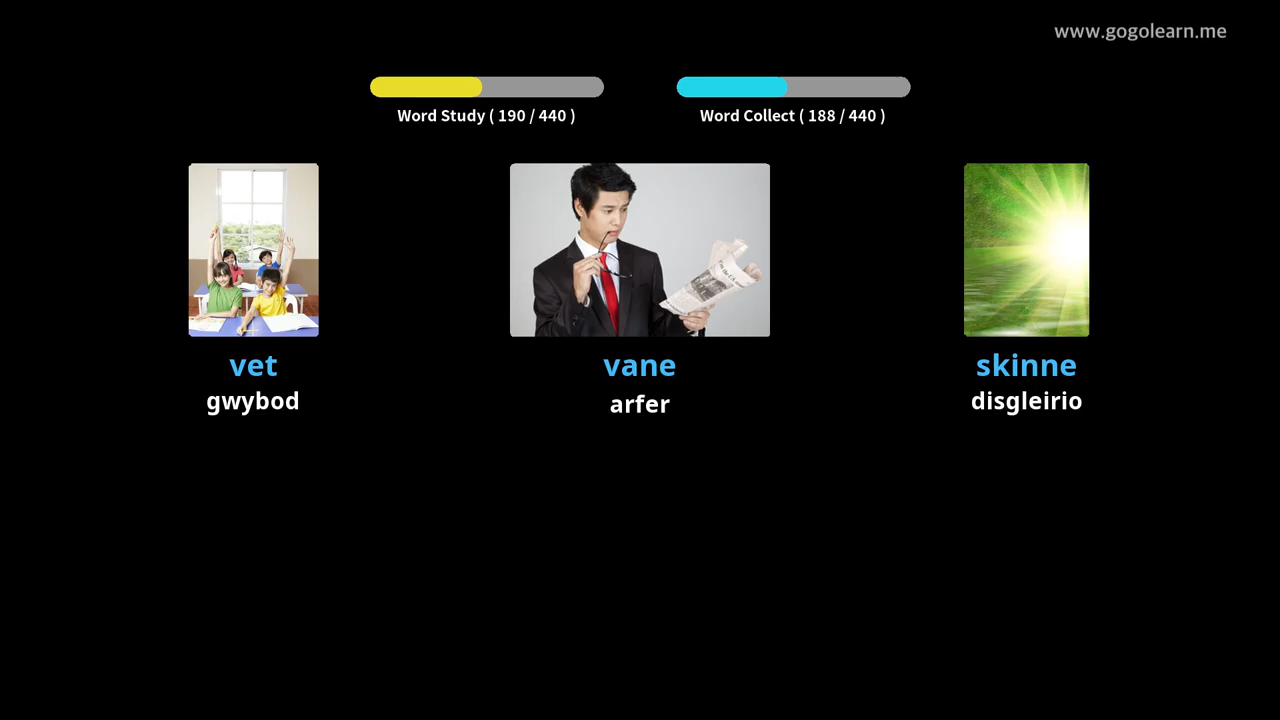 www.gogolearn.me
Word Study ( 190 / 440 )
Word Collect ( 188 / 440 )
vet
gwybod
vane
arfer
skinne
disgleirio